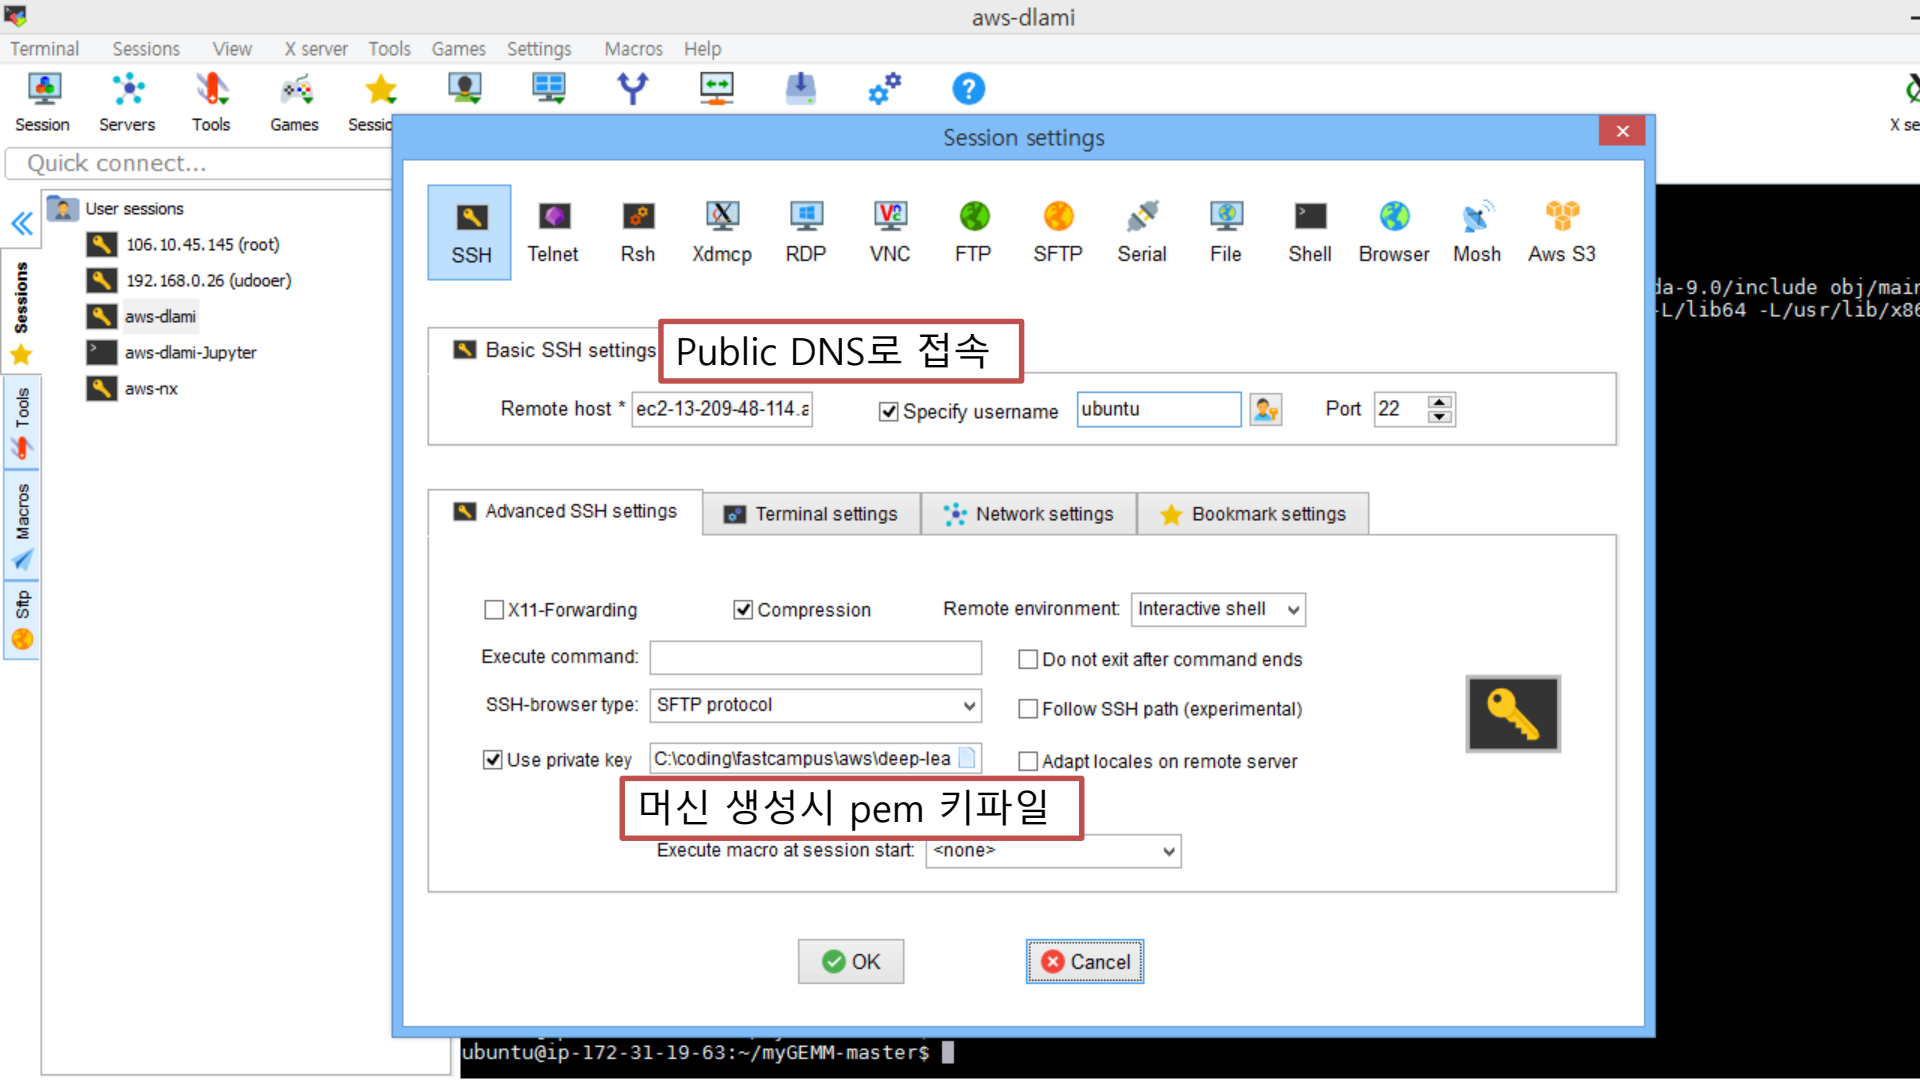 aws-dlami
Terminal Sessions View X server Tools Games Settings Macros Help
Session Servers Tools Games Sessio
X se
Quick connect...
User sessions
106.10.45.145 (root)
192.168.0.26 (udooer)
aws-dlami
aws-dlami-Jupyter
aws-nx
Sessions
Tools
Macros
Sftp
Session settings
SSH Telnet Rsh Xdmcp RDP VNC FTP SFTP Serial File Shell Browser Mosh Aws S3
Basic SSH settings
Public DNS로 접속
Remote host * ec2-13-209-48-114.a Specify username ubuntu Port 22
Advanced SSH settings Terminal settings Network settings Bookmark settings
X11-Forwarding Compression Remote environment: Interactive shell
Execute command: Do not exit after command ends
SSH-browser type: SFTP protocol Follow SSH path (experimental)
Use private key C:\coding\fastcampus\aws\deep-lea Adapt locales on remote server
머신 생성시 pem 키파일
Execute macro at session start: <none>
OK Cancel
da-9.0/include obj/main
-L/lib64 -L/usr/lib/x86
ubuntu@ip-172-31-19-63:~/myGEMM-master$